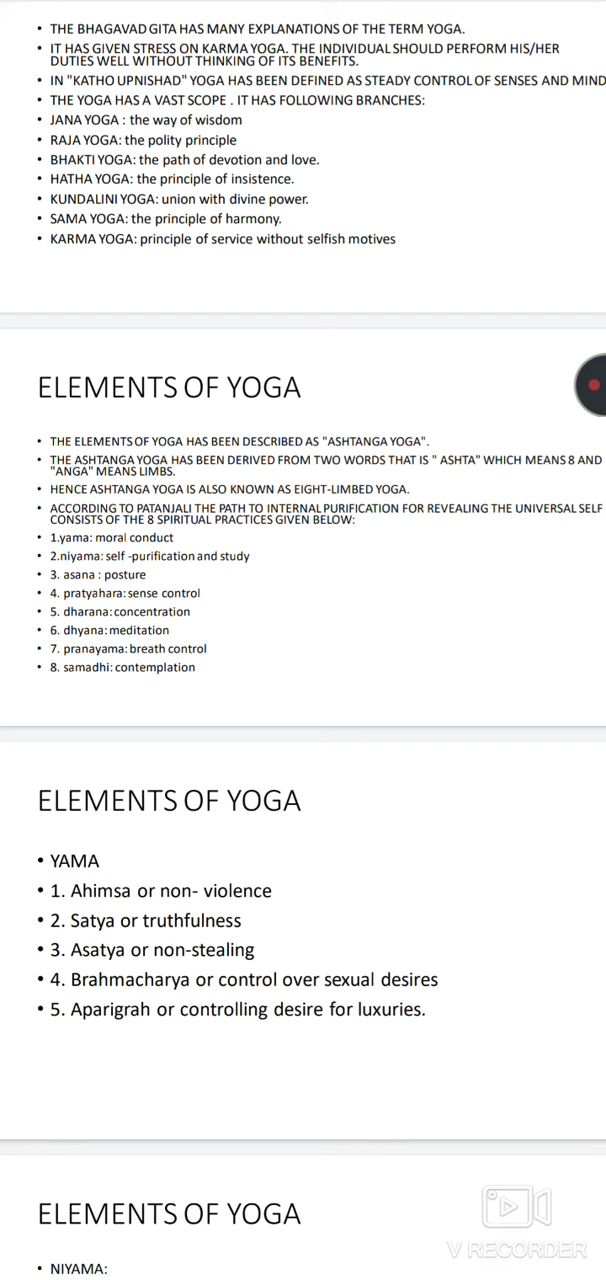 • THE BHAGAVAD GITA HAS MANY EXPLANATIONS OF THE TERM YOGA.
• IT HAS GIVEN STRESS ON KARMA YOGA. THE INDIVIDUAL SHOULD PERFORM HIS/HER
DUTIES WELL WITHOUT THINKING OF ITS BENEFITS.
• IN "KATHO UPNISHAD" YOGA HAS BEEN DEFINED AS STEADY CONTROL OF SENSES AND MIND
• THE YOGA HAS A VAST SCOPE . IT HAS FOLLOWING BRANCHES:
• JANA YOGA : the way of wisdom
• RAJA YOGA: the polity principle
• BHAKTI YOGA: the path of devotion and love.
• HATHA YOGA: the principle of insistence.
• KUNDALINI YOGA: union with divine power.
• SAMA YOGA: the principle of harmony.
• KARMA YOGA: principle of service without selfish motives
ELEMENTS OF YOGA
• THE ELEMENTS OF YOGA HAS BEEN DESCRIBED AS "ASHTANGA YOGA".
• THE ASHTANGA YOGA HAS BEEN DERIVED FROM TWO WORDS THAT IS " ASHTA" WHICH MEANS 8 AND
"ANGA" MEANS LIMBS.
• HENCE ASHTANGA YOGA IS ALSO KNOWN AS EIGHT-LIMBED YOGA.
• ACCORDING TO PATANJALI THE PATH TO INTERNAL PURIFICATION FOR REVEALING THE UNIVERSAL SELF
CONSISTS OF THE 8 SPIRITUAL PRACTICES GIVEN BELOW:
• 1.yama: moral conduct
• 2.niyama: self -purification and study
• 3. asana : posture
• 4. pratyahara: sense control
• 5. dharana: concentration
• 6. dhyana: meditation
• 7. pranayama: breath control
• 8. samadhi: contemplation
ELEMENTS OF YOGA
• YAMA
• 1. Ahimsa or non- violence
• 2. Satya or truthfulness
• 3. Asatya or non-stealing
• 4. Brahmacharya or control over sexual desires
• 5. Aparigrah or controlling desire for luxuries.
ELEMENTS OF YOGA
V RECORDER
• NIYAMA: